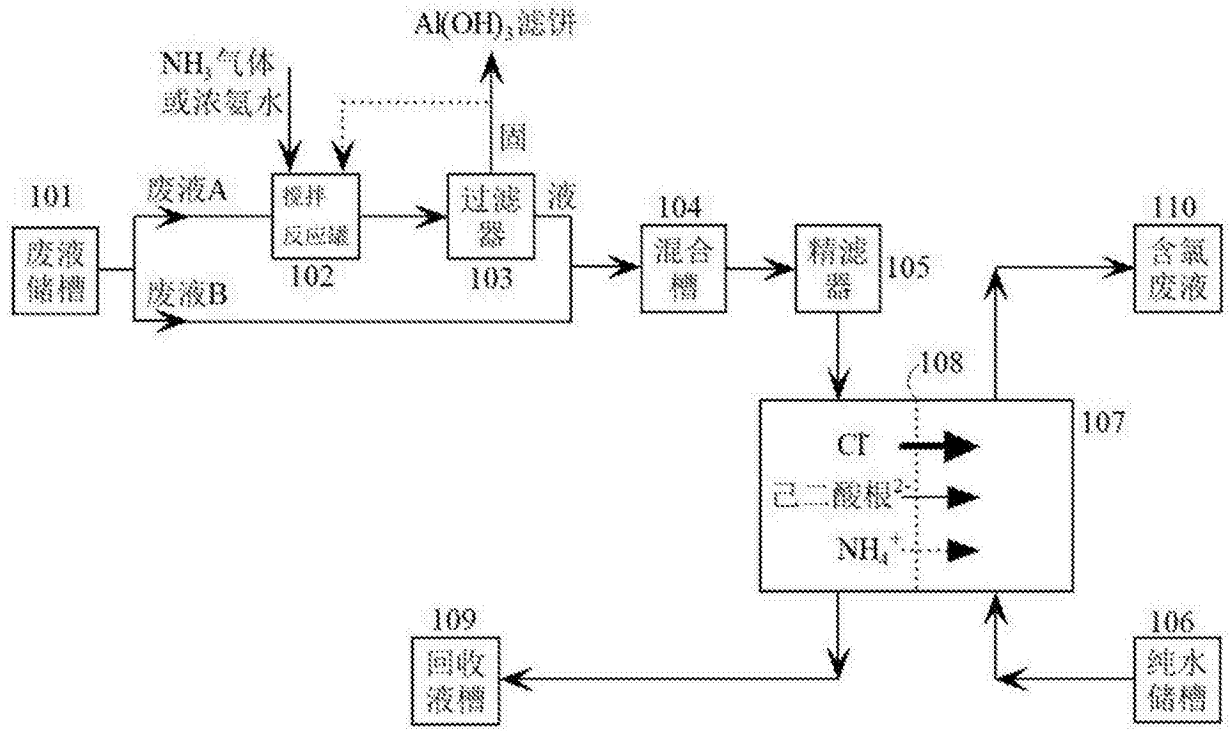 Al(OH)₃滤饼
NH₃气体
或浓氨水
固
101
废液A
搅拌
反应罐
过滤
器
液
104
110
废液
储槽
102
103
混合
槽
精滤
器
105
含氯
废液
废液B
108
107
Cl⁻
己二酸根²⁻
NH₄⁺
109
回收
液槽
106
纯水
储槽